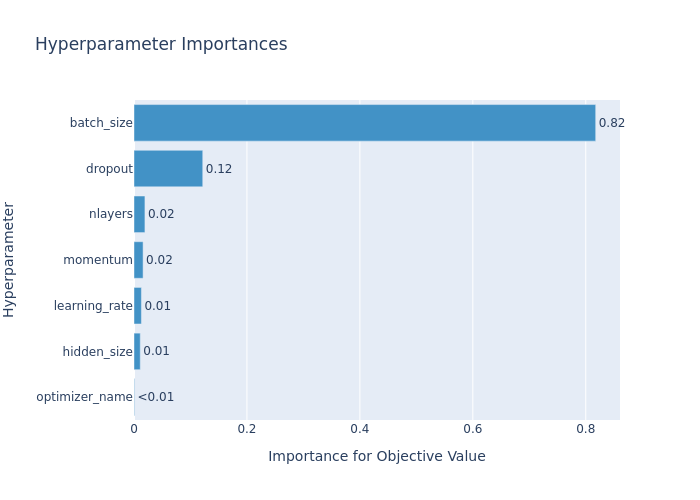 Hyperparameter Importances
Hyperparameter
batch_size 0.82
dropout 0.12
nlayers 0.02
momentum 0.02
learning_rate 0.01
hidden_size 0.01
optimizer_name <0.01
0 0.2 0.4 0.6 0.8
Importance for Objective Value